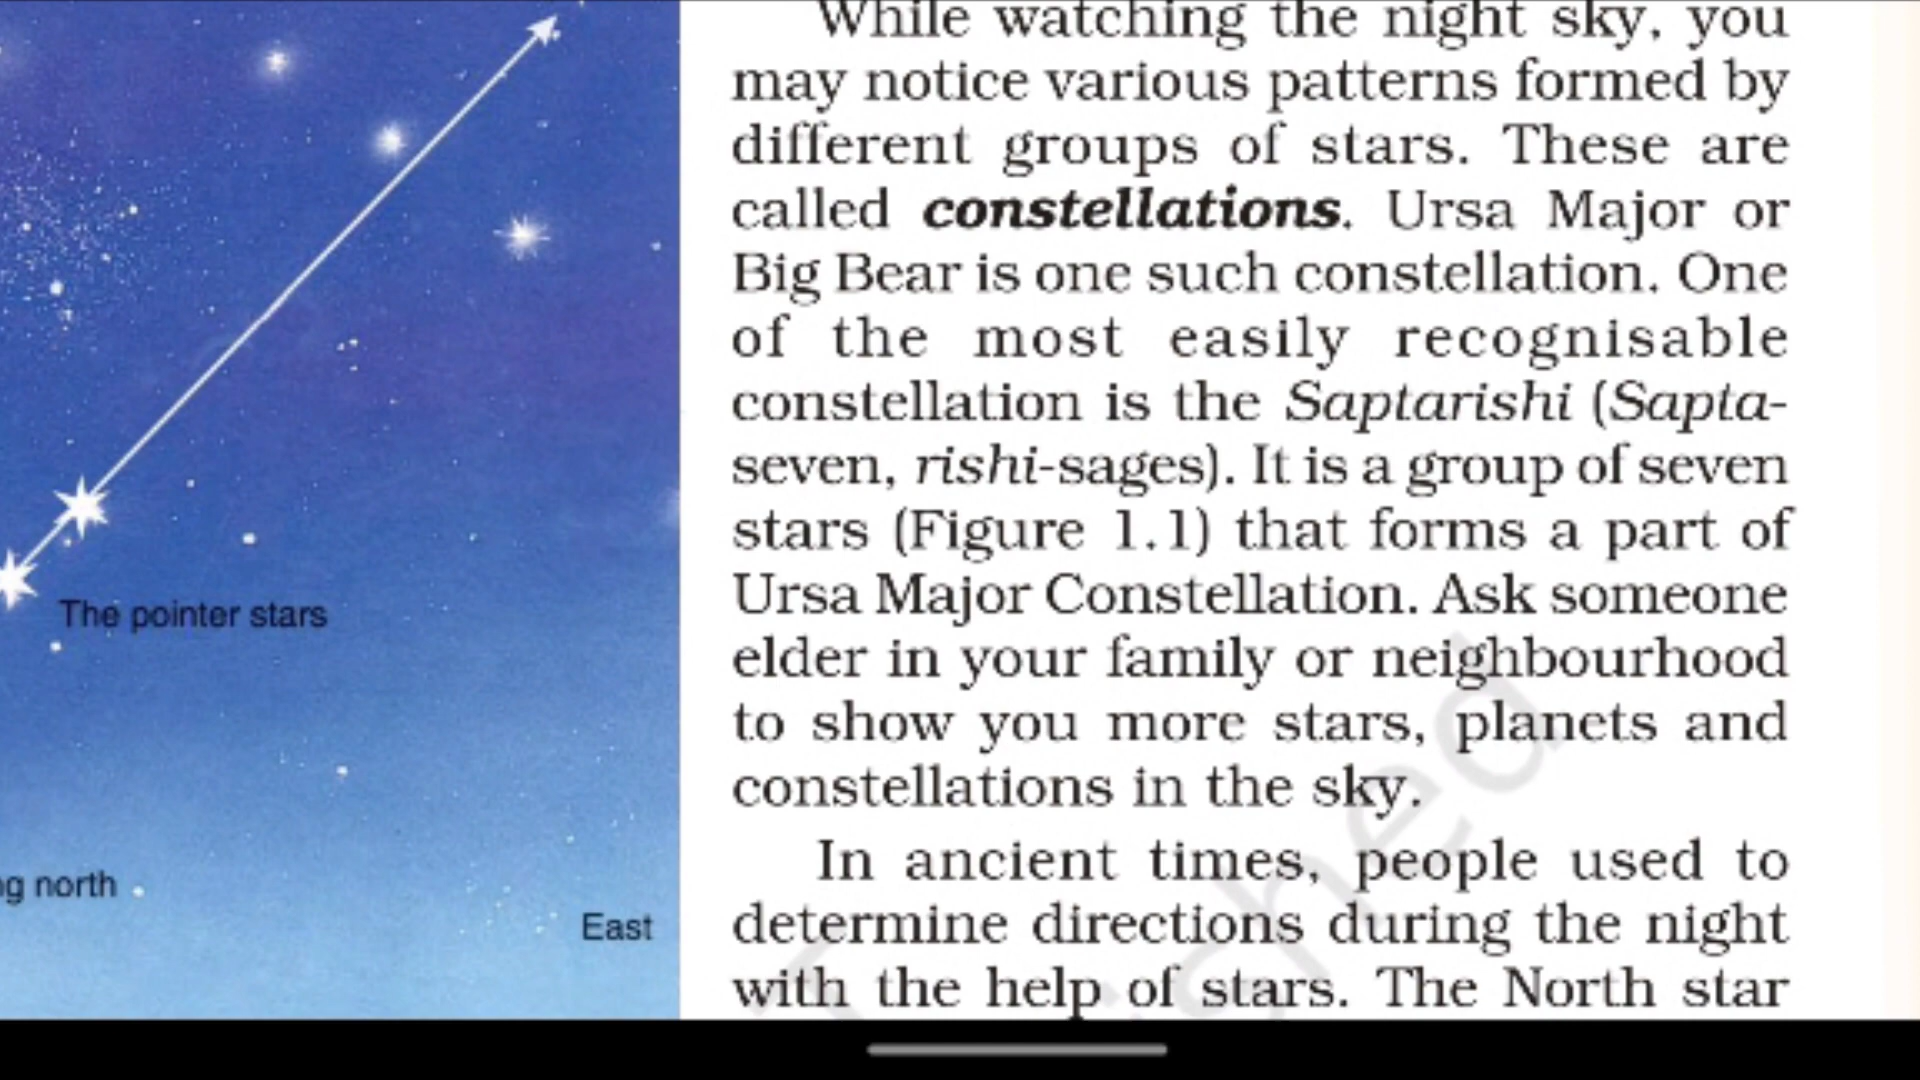 While watching the night sky, you
may notice various patterns formed by
different groups of stars. These are
called constellations. Ursa Major or
Big Bear is one such constellation. One
of the most easily recognisable
constellation is the Saptarishi (Sapta-
seven, rishi-sages). It is a group of seven
stars (Figure 1.1) that forms a part of
Ursa Major Constellation. Ask someone
elder in your family or neighbourhood
to show you more stars, planets and
constellations in the sky.
In ancient times, people used to
determine directions during the night
with the help of stars. The North star
The pointer stars
north
East